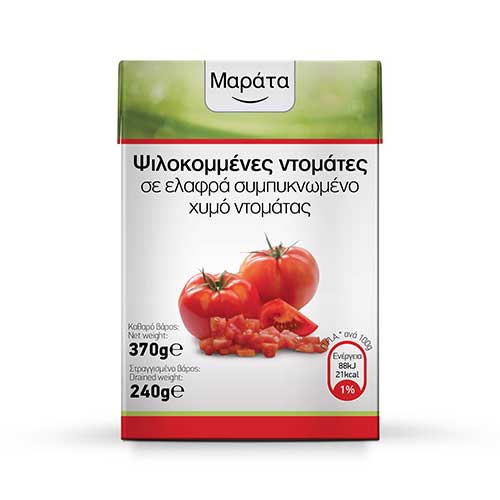 Μαράτα
Ψιλοκομμένες ντομάτες
σε ελαφρά συμπυκνωμένο
χυμό ντομάτας
Καθαρό βάρος:
Net weight:
370g℮
Στραγγισμένο βάρος:
Drained weight:
240g℮
Π.Α.* ανά 100g
Ενέργεια
88kJ
21kcal
1%